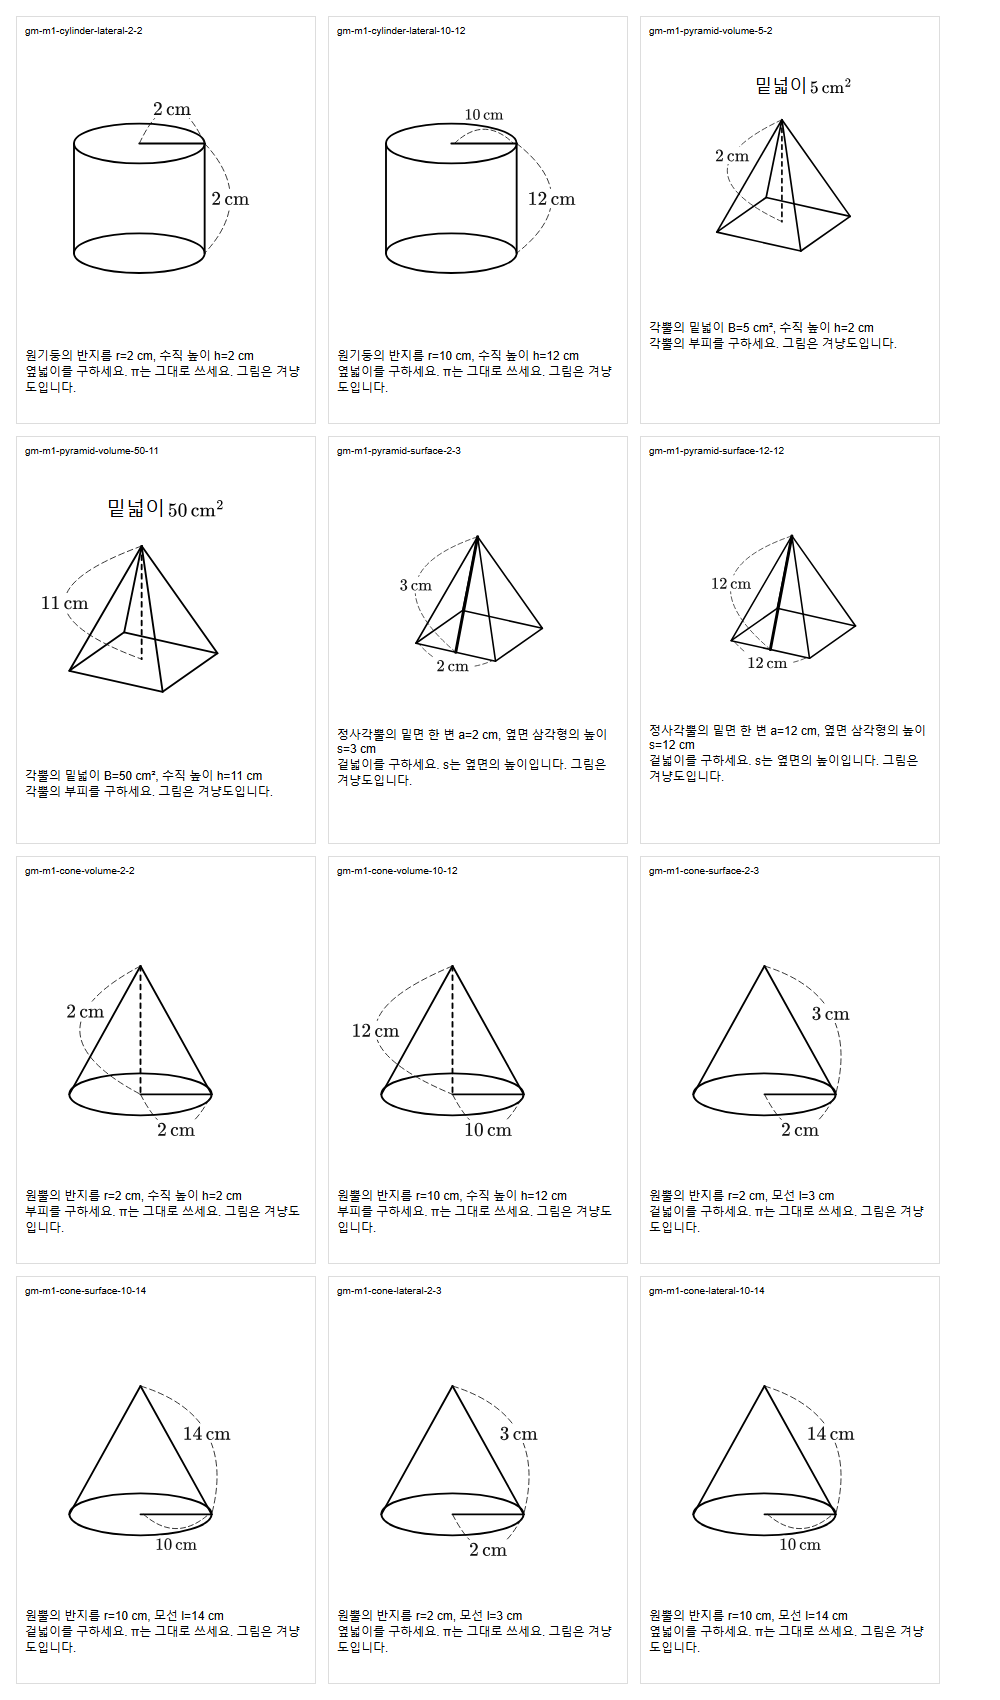 gm-m1-cylinder-lateral-2-2
2 cm
2 cm
원기둥의 반지름 r=2 cm, 수직 높이 h=2 cm
옆넓이를 구하세요. π는 그대로 쓰세요. 그림은 겨냥
도입니다.
gm-m1-cylinder-lateral-10-12
10 cm
12 cm
원기둥의 반지름 r=10 cm, 수직 높이 h=12 cm
옆넓이를 구하세요. π는 그대로 쓰세요. 그림은 겨냥
도입니다.
gm-m1-pyramid-volume-5-2
밑넓이 5 cm²
2 cm
각뿔의 밑넓이 B=5 cm², 수직 높이 h=2 cm
각뿔의 부피를 구하세요. 그림은 겨냥도입니다.
gm-m1-pyramid-volume-50-11
밑넓이 50 cm²
11 cm
각뿔의 밑넓이 B=50 cm², 수직 높이 h=11 cm
각뿔의 부피를 구하세요. 그림은 겨냥도입니다.
gm-m1-pyramid-surface-2-3
3 cm
2 cm
정사각뿔의 밑면 한 변 a=2 cm, 옆면 삼각형의 높이
s=3 cm
겉넓이를 구하세요. s는 옆면의 높이입니다. 그림은
겨냥도입니다.
gm-m1-pyramid-surface-12-12
12 cm
12 cm
정사각뿔의 밑면 한 변 a=12 cm, 옆면 삼각형의 높이
s=12 cm
겉넓이를 구하세요. s는 옆면의 높이입니다. 그림은
겨냥도입니다.
gm-m1-cone-volume-2-2
2 cm
2 cm
원뿔의 반지름 r=2 cm, 수직 높이 h=2 cm
부피를 구하세요. π는 그대로 쓰세요. 그림은 겨냥도
입니다.
gm-m1-cone-volume-10-12
12 cm
10 cm
원뿔의 반지름 r=10 cm, 수직 높이 h=12 cm
부피를 구하세요. π는 그대로 쓰세요. 그림은 겨냥도
입니다.
gm-m1-cone-surface-2-3
3 cm
2 cm
원뿔의 반지름 r=2 cm, 모선 l=3 cm
겉넓이를 구하세요. π는 그대로 쓰세요. 그림은 겨냥
도입니다.
gm-m1-cone-surface-10-14
14 cm
10 cm
원뿔의 반지름 r=10 cm, 모선 l=14 cm
겉넓이를 구하세요. π는 그대로 쓰세요. 그림은 겨냥
도입니다.
gm-m1-cone-lateral-2-3
3 cm
2 cm
원뿔의 반지름 r=2 cm, 모선 l=3 cm
옆넓이를 구하세요. π는 그대로 쓰세요. 그림은 겨냥
도입니다.
gm-m1-cone-lateral-10-14
14 cm
10 cm
원뿔의 반지름 r=10 cm, 모선 l=14 cm
옆넓이를 구하세요. π는 그대로 쓰세요. 그림은 겨냥
도입니다.